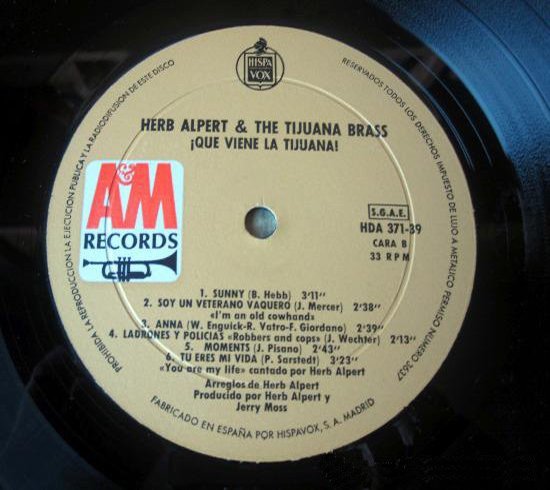 HISPA
VOX
HERB ALPERT & THE TIJUANA BRASS
¡QUE VIENE LA TIJUANA!
A&M
RECORDS
S.G.A.E.
HDA 371-39
CARA B
33 RPM
1. SUNNY (B. Hebb) 3'11''
2. SOY UN VETERANO VAQUERO (J. Mercer) 2'38''
«I'm an old cowhand»
3. ANNA (W. Enguick-R. Vatro-F. Giordano) 2'39''
4. LADRONES Y POLICIAS «Robbers and cops» (J. Wechter) 2'13''
5. MOMENTS (J. Pisano) 2'43''
6. TU ERES MI VIDA (P. Sarstedt) 3'23''
«You are my life» cantado por Herb Alpert
Arreglos de Herb Alpert
Producido por Herb Alpert y
Jerry Moss
FABRICADO EN ESPAÑA POR HISPAVOX, S. A. MADRID
PROHIBIDA LA REPRODUCCION, LA EJECUCION PUBLICA Y LA RADIODIFUSION DE ESTE DISCO
RESERVADOS TODOS LOS DERECHOS IMPUESTO DE LUJO A METALICO PERMISO NUMERO 3637